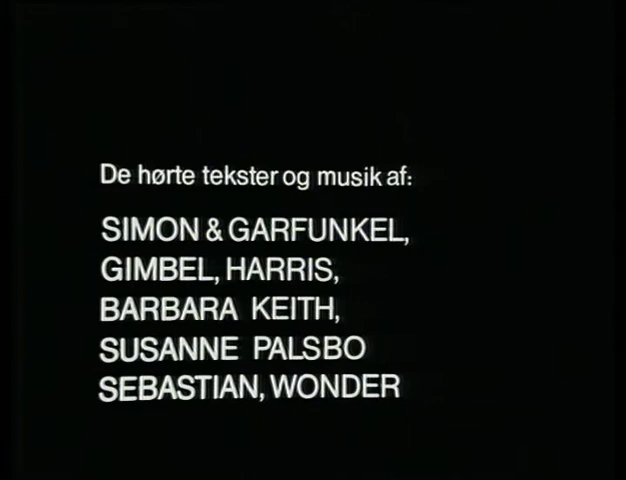 De hørte tekster og musik af:
SIMON & GARFUNKEL,
GIMBEL, HARRIS,
BARBARA KEITH,
SUSANNE PALSBO
SEBASTIAN, WONDER